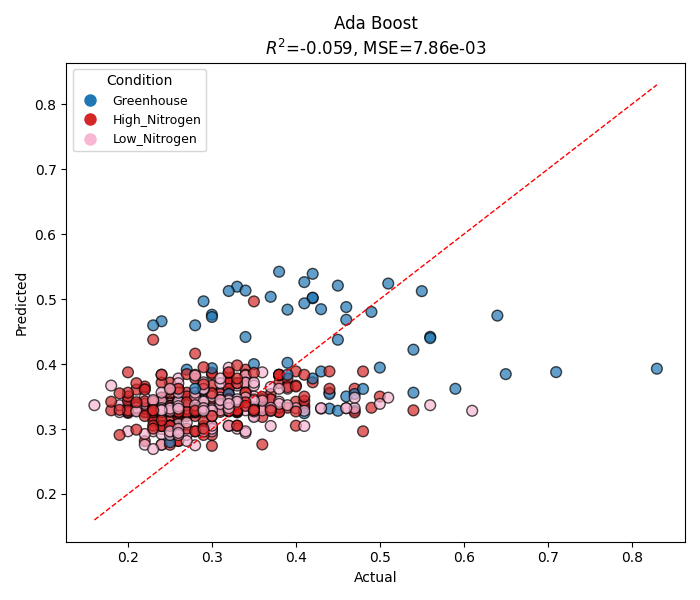 Ada Boost
R²=-0.059, MSE=7.86e-03
Condition
Greenhouse
High_Nitrogen
Low_Nitrogen
Predicted
0.8
0.7
0.6
0.5
0.4
0.3
0.2
0.2 0.3 0.4 0.5 0.6 0.7 0.8
Actual